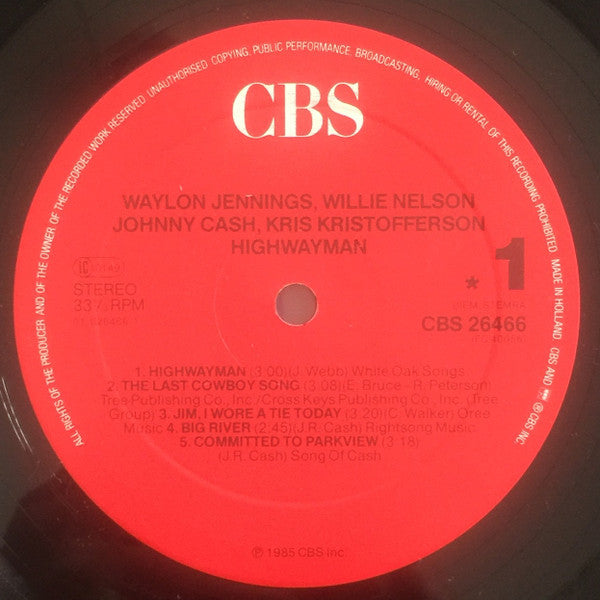 ALL RIGHTS OF THE PRODUCER AND OF THE OWNER OF THE RECORDED WORK RESERVED. UNAUTHORISED COPYING, PUBLIC PERFORMANCE, BROADCASTING, HIRING OR RENTAL OF THIS RECORDING PROHIBITED. MADE IN HOLLAND CBS AND ℗ CBS INC.
CBS
WAYLON JENNINGS, WILLIE NELSON
JOHNNY CASH, KRIS KRISTOFFERSON
HIGHWAYMAN
* 1
STEREO
33⅓ RPM
BIEM STEMRA
CBS 26466
1. HIGHWAYMAN (3:00)(J. Webb) White Oak Songs
2. THE LAST COWBOY SONG (3.08)(E. Bruce - R. Peterson)
Tree Publishing Co., Inc./Cross Keys Publishing Co., Inc. (Tree
Group) 3. JIM, I WORE A TIE TODAY (3:20)(C. Walker) Oree
Music 4. BIG RIVER (2:45)(J.R. Cash) Rightsong Music
5. COMMITTED TO PARKVIEW (3:18)
(J.R. Cash) Song Of Cash
℗ 1985 CBS Inc.